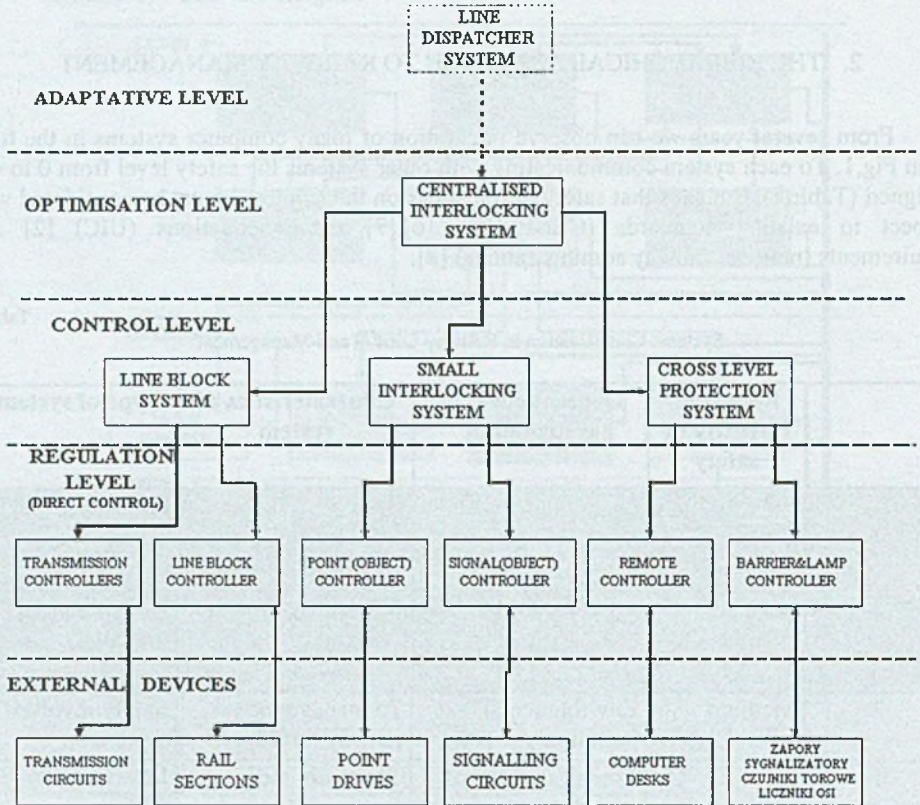 LINE
DISPATCHER
SYSTEM
ADAPTATIVE LEVEL
OPTIMISATION LEVEL
CENTRALISED
INTERLOCKING
SYSTEM
CONTROL LEVEL
LINE BLOCK
SYSTEM
SMALL
INTERLOCKING
SYSTEM
CROSS LEVEL
PROTECTION
SYSTEM
REGULATION
LEVEL
(DIRECT CONTROL)
TRANSMISSION
CONTROLLERS
LINE BLOCK
CONTROLLER
POINT (OBJECT)
CONTROLLER
SIGNAL(OBJECT)
CONTROLLER
REMOTE
CONTROLLER
BARRIER&LAMP
CONTROLLER
EXTERNAL DEVICES
TRANSMISSION
CIRCUITS
RAIL
SECTIONS
POINT
DRIVES
SIGNALLING
CIRCUITS
COMPUTER
DESKS
ZAPORY
SYGNALIZATORY
CZUJNIKI TOROWE
LICZNIKI OSI